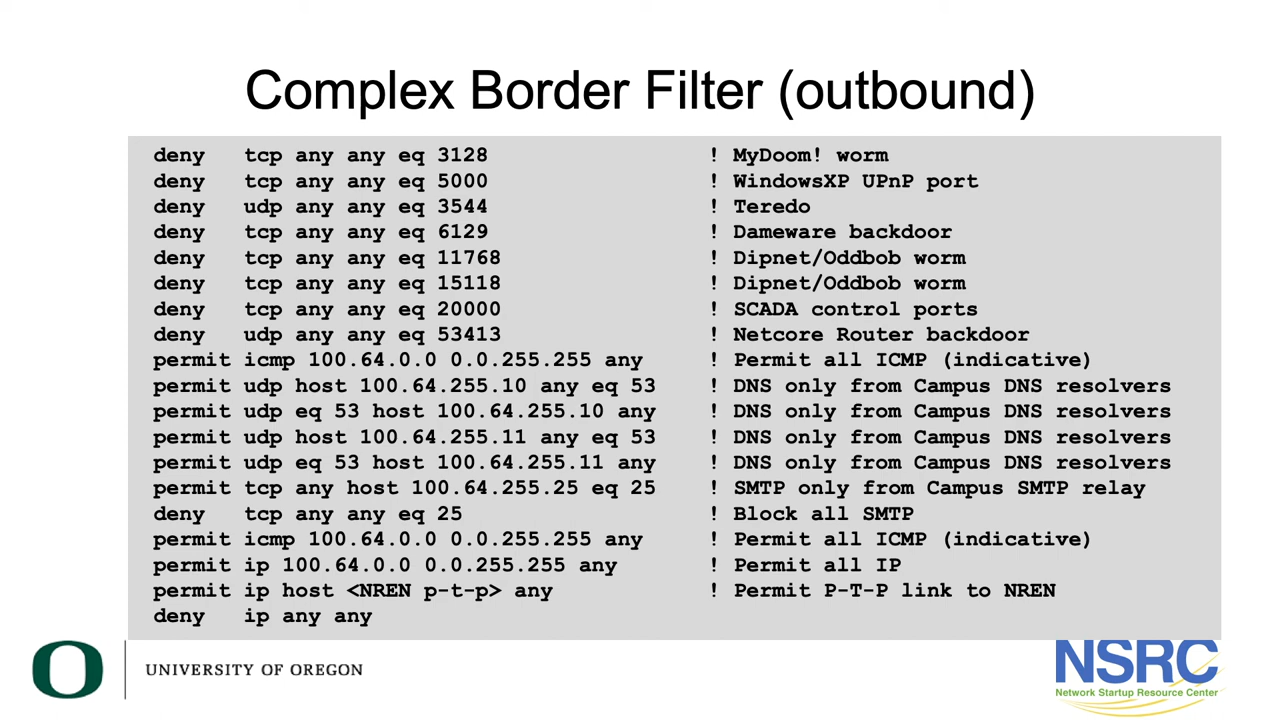 Complex Border Filter (outbound)
deny tcp any any eq 3128 ! MyDoom! worm
deny tcp any any eq 5000 ! WindowsXP UPnP port
deny udp any any eq 3544 ! Teredo
deny tcp any any eq 6129 ! Dameware backdoor
deny tcp any any eq 11768 ! Dipnet/Oddbob worm
deny tcp any any eq 15118 ! Dipnet/Oddbob worm
deny tcp any any eq 20000 ! SCADA control ports
deny udp any any eq 53413 ! Netcore Router backdoor
permit icmp 100.64.0.0 0.0.255.255 any ! Permit all ICMP (indicative)
permit udp host 100.64.255.10 any eq 53 ! DNS only from Campus DNS resolvers
permit udp eq 53 host 100.64.255.10 any ! DNS only from Campus DNS resolvers
permit udp host 100.64.255.11 any eq 53 ! DNS only from Campus DNS resolvers
permit udp eq 53 host 100.64.255.11 any ! DNS only from Campus DNS resolvers
permit tcp any host 100.64.255.25 eq 25 ! SMTP only from Campus SMTP relay
deny tcp any any eq 25 ! Block all SMTP
permit icmp 100.64.0.0 0.0.255.255 any ! Permit all ICMP (indicative)
permit ip 100.64.0.0 0.0.255.255 any ! Permit all IP
permit ip host <NREN p-t-p> any ! Permit P-T-P link to NREN
deny ip any any
O UNIVERSITY OF OREGON
NSRC
Network Startup Resource Center